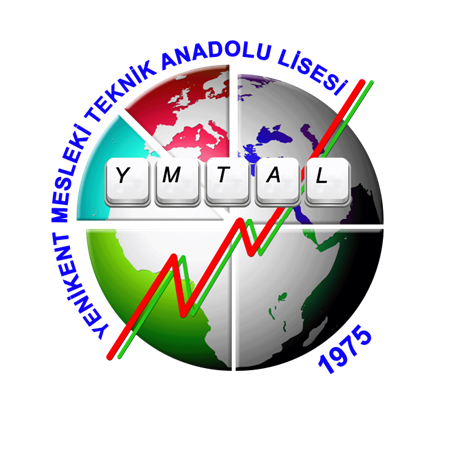 YENİKENT MESLEKİ TEKNİK ANADOLU LİSESİ
Y M T A L
1975